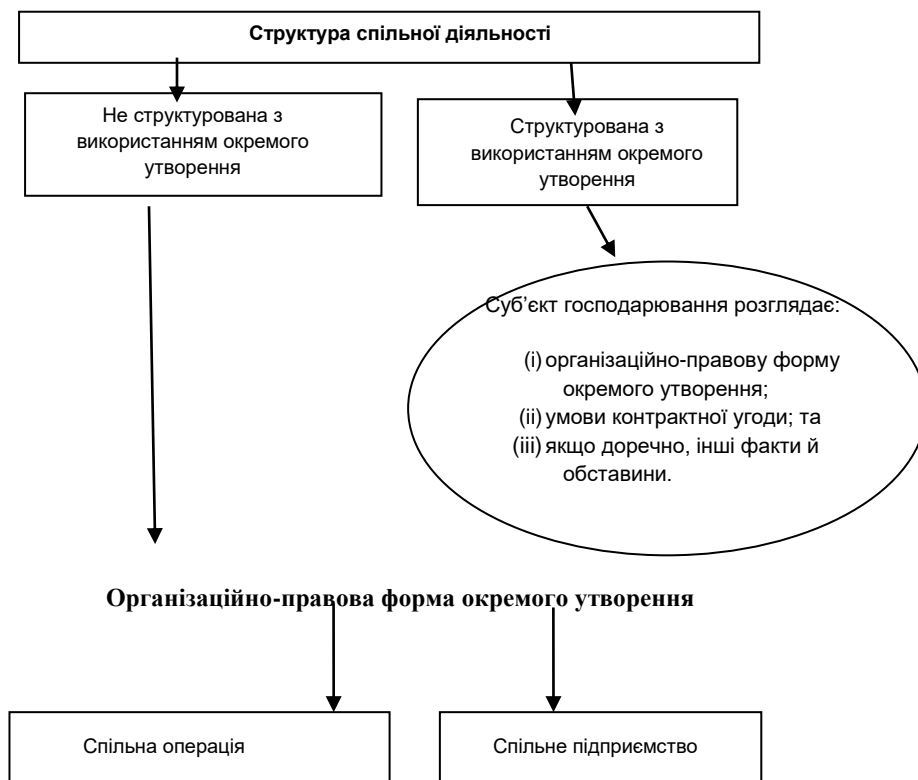 Структура спільної діяльності
Не структурована з
використанням окремого
утворення
Структурована з
використанням окремого
утворення
Суб’єкт господарювання розглядає:
(i) організаційно-правову форму
окремого утворення;
(ii) умови контрактної угоди; та
(iii) якщо доречно, інші факти й
обставини.
Організаційно-правова форма окремого утворення
Спільна операція
Спільне підприємство